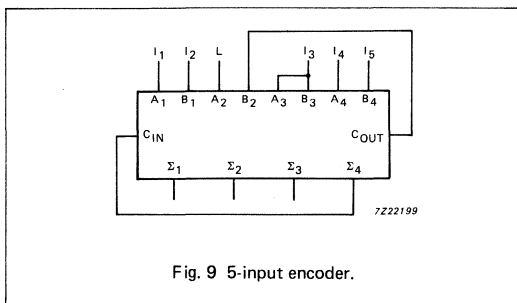 I1 I2 L I3 I4 I5
A1 B1 A2 B2 A3 B3 A4 B4
CIN COUT
Σ1 Σ2 Σ3 Σ4
7Z22199
Fig. 9 5-input encoder.